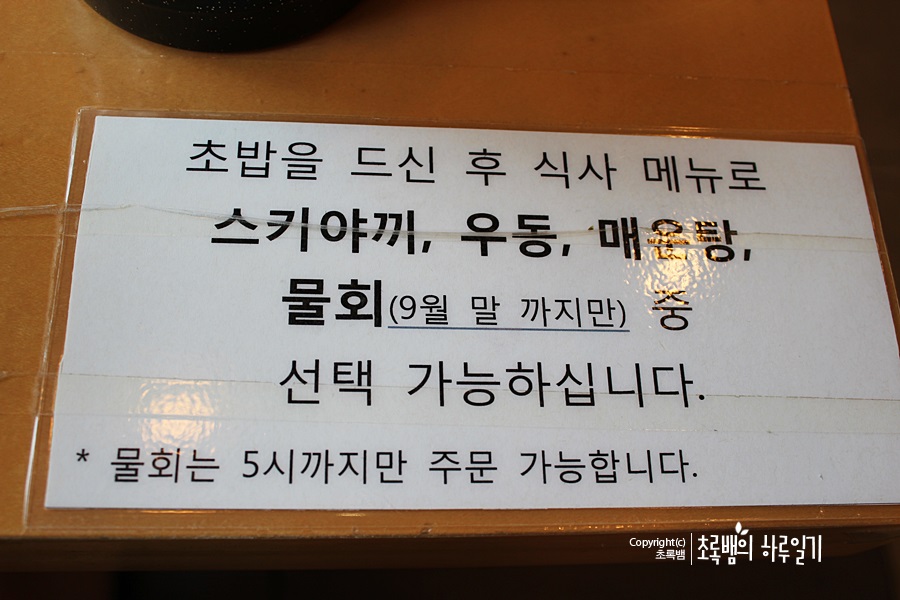 초밥을 드신 후 식사 메뉴로
스키야끼, 우동, 매운탕,
물회(9월 말 까지만) 중
선택 가능하십니다.
* 물회는 5시까지만 주문 가능합니다.
Copyright(c)
초록뱀
초록뱀의 하루일기